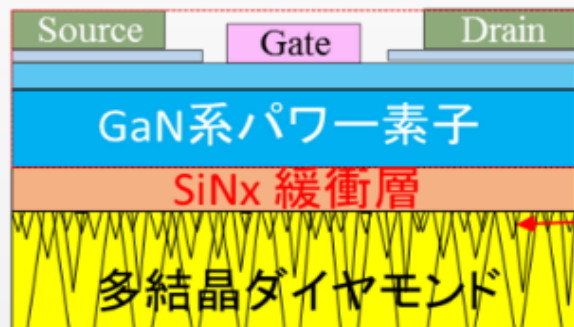 Source
Gate
Drain
GaN系パワー素子
SiNx 緩衝層
多結晶ダイヤモンド